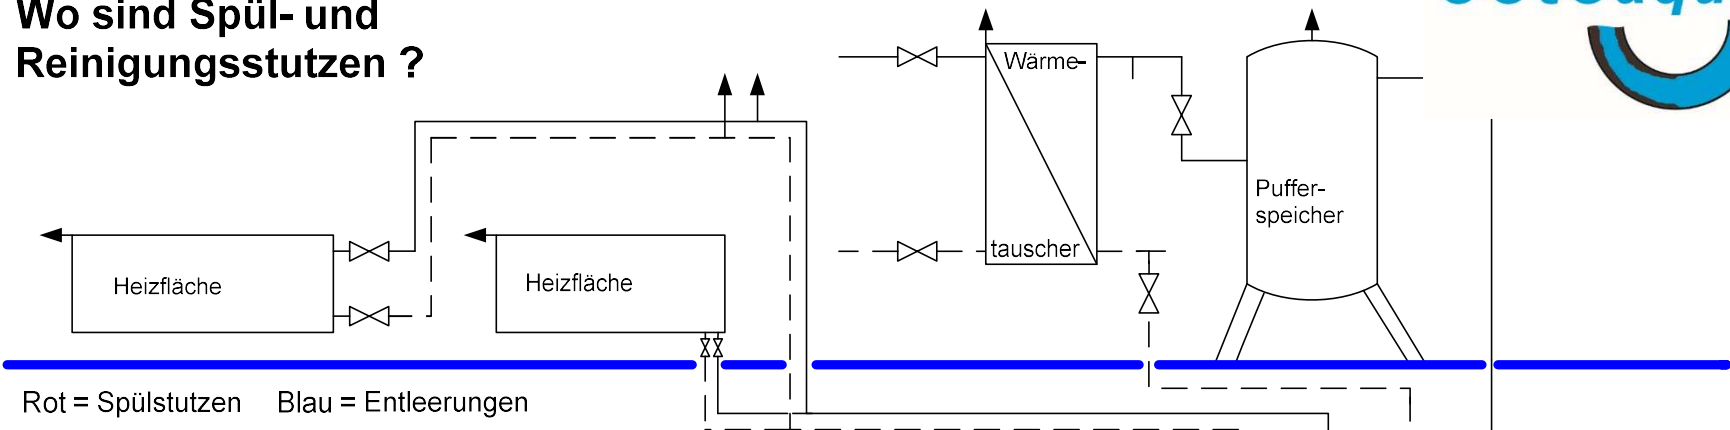 Wo sind Spül- und
Reinigungsstutzen ?
Wärme-
tauscher
Puffer-
speicher
Heizfläche
Heizfläche
Rot = Spülstutzen Blau = Entleerungen